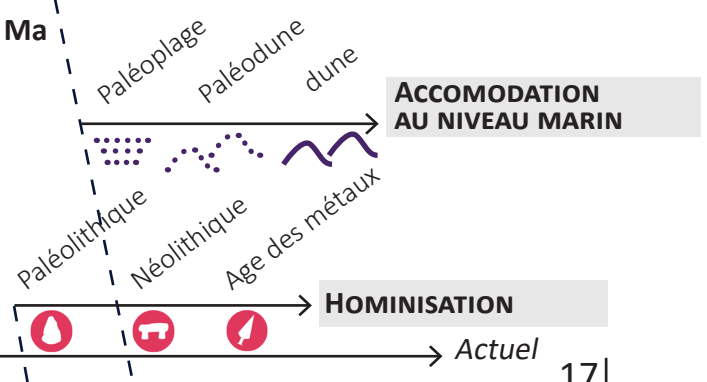 Ma
Paléoplage
Paléodune
dune
ACCOMODATION
AU NIVEAU MARIN
Paléolithique
Néolithique
Age des métaux
HOMINISATION
Actuel
17|